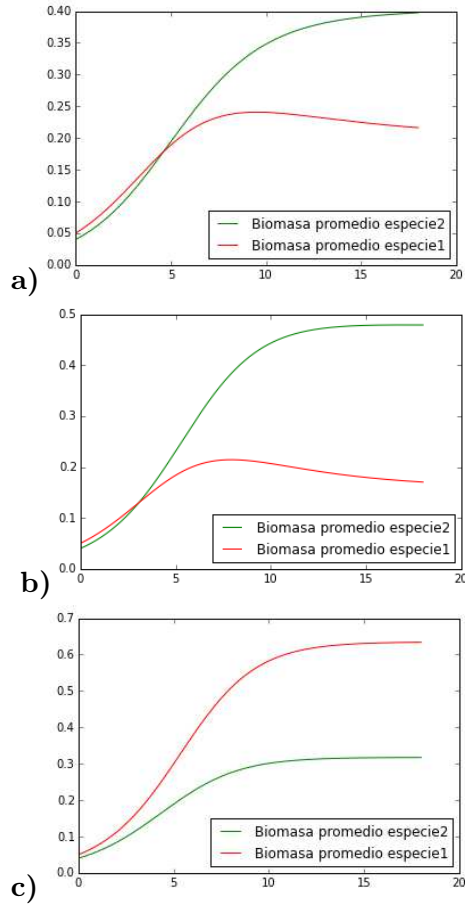 0.40
0.35
0.30
0.25
0.20
0.15
0.10
0.05
0.00
0 5 10 15 20
Biomasa promedio especie2
Biomasa promedio especie1
a)
0.5
0.4
0.3
0.2
0.1
0.0
0 5 10 15 20
Biomasa promedio especie2
Biomasa promedio especie1
b)
0.7
0.6
0.5
0.4
0.3
0.2
0.1
0.0
0 5 10 15 20
Biomasa promedio especie2
Biomasa promedio especie1
c)